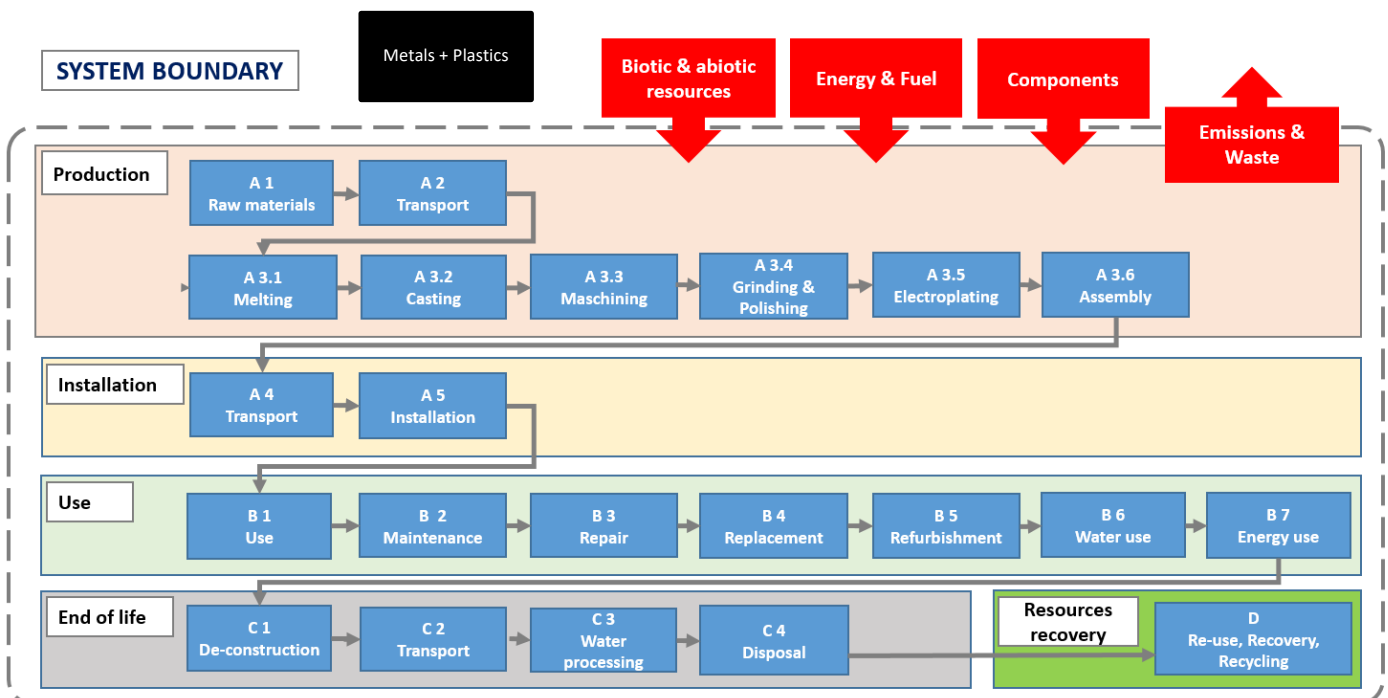 SYSTEM BOUNDARY
Metals + Plastics
Biotic & abiotic
resources
Energy & Fuel
Components
Emissions &
Waste
Production
A 1
Raw materials
A 2
Transport
A 3.1
Melting
A 3.2
Casting
A 3.3
Maschining
A 3.4
Grinding &
Polishing
A 3.5
Electroplating
A 3.6
Assembly
Installation
A 4
Transport
A 5
Installation
Use
B 1
Use
B 2
Maintenance
B 3
Repair
B 4
Replacement
B 5
Refurbishment
B 6
Water use
B 7
Energy use
End of life
C 1
De-construction
C 2
Transport
C 3
Water
processing
C 4
Disposal
Resources
recovery
D
Re-use, Recovery,
Recycling